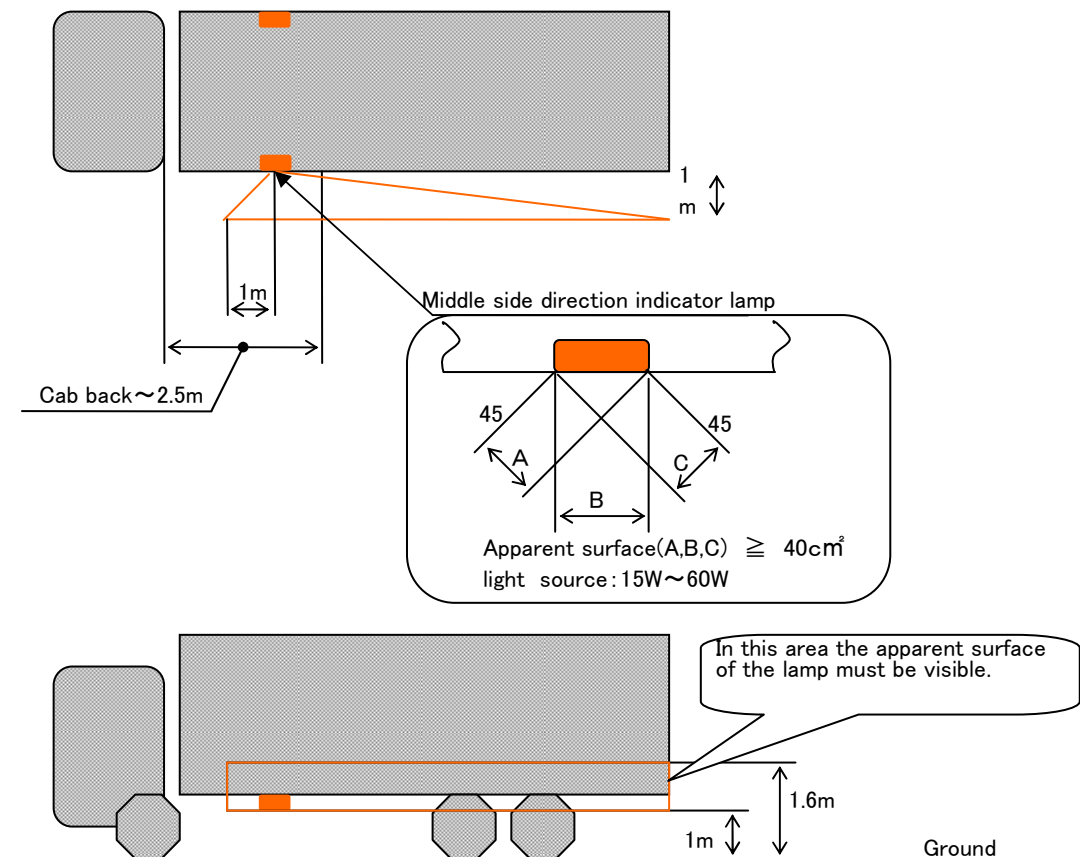 1
m
1m
Middle side direction indicator lamp
Cab back～2.5m
45
45
A
C
B
Apparent surface(A,B,C) ≧ 40c㎡
light source：15W～60W
In this area the apparent surface
of the lamp must be visible.
1.6m
1m
Ground